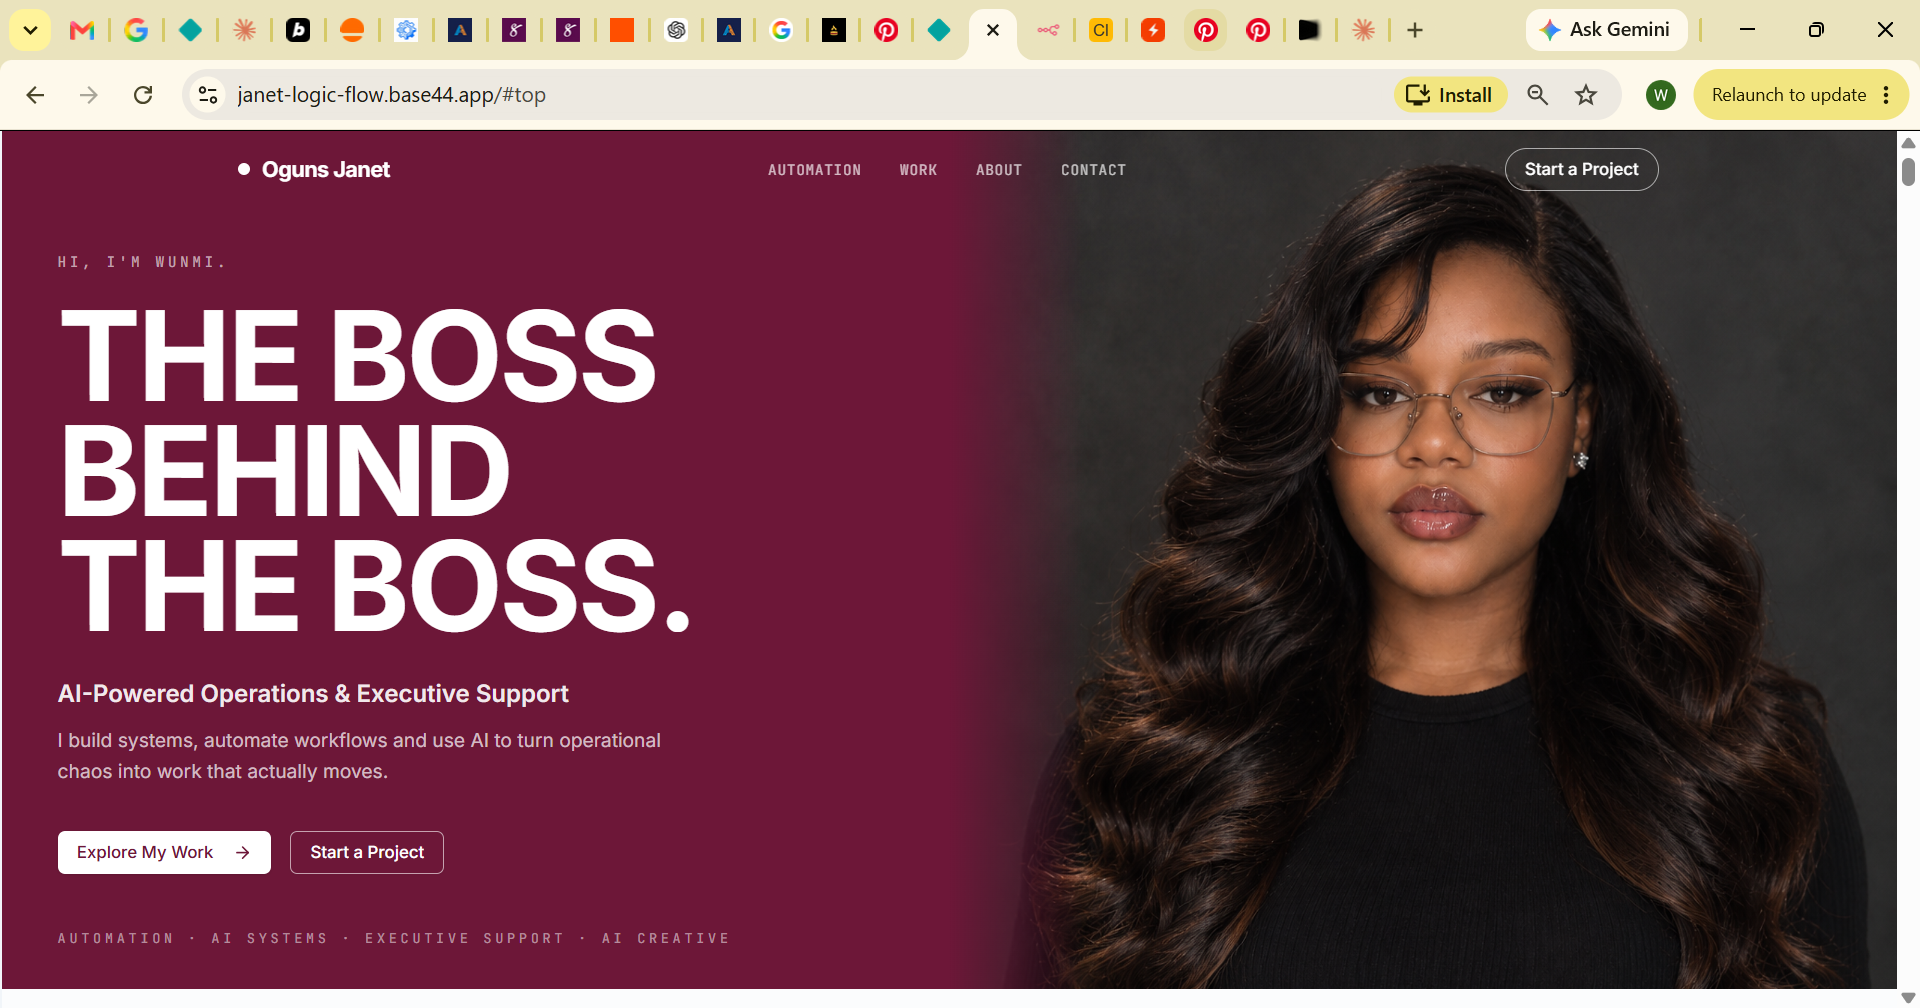 Ask Gemini
janet-logic-flow.base44.app/#top
Install
W
Relaunch to update
Oguns Janet
AUTOMATION
WORK
ABOUT
CONTACT
Start a Project
HI, I'M WUNMI.
THE BOSS
BEHIND
THE BOSS.
AI-Powered Operations & Executive Support
I build systems, automate workflows and use AI to turn operational
chaos into work that actually moves.
Explore My Work →
Start a Project
AUTOMATION · AI SYSTEMS · EXECUTIVE SUPPORT · AI CREATIVE